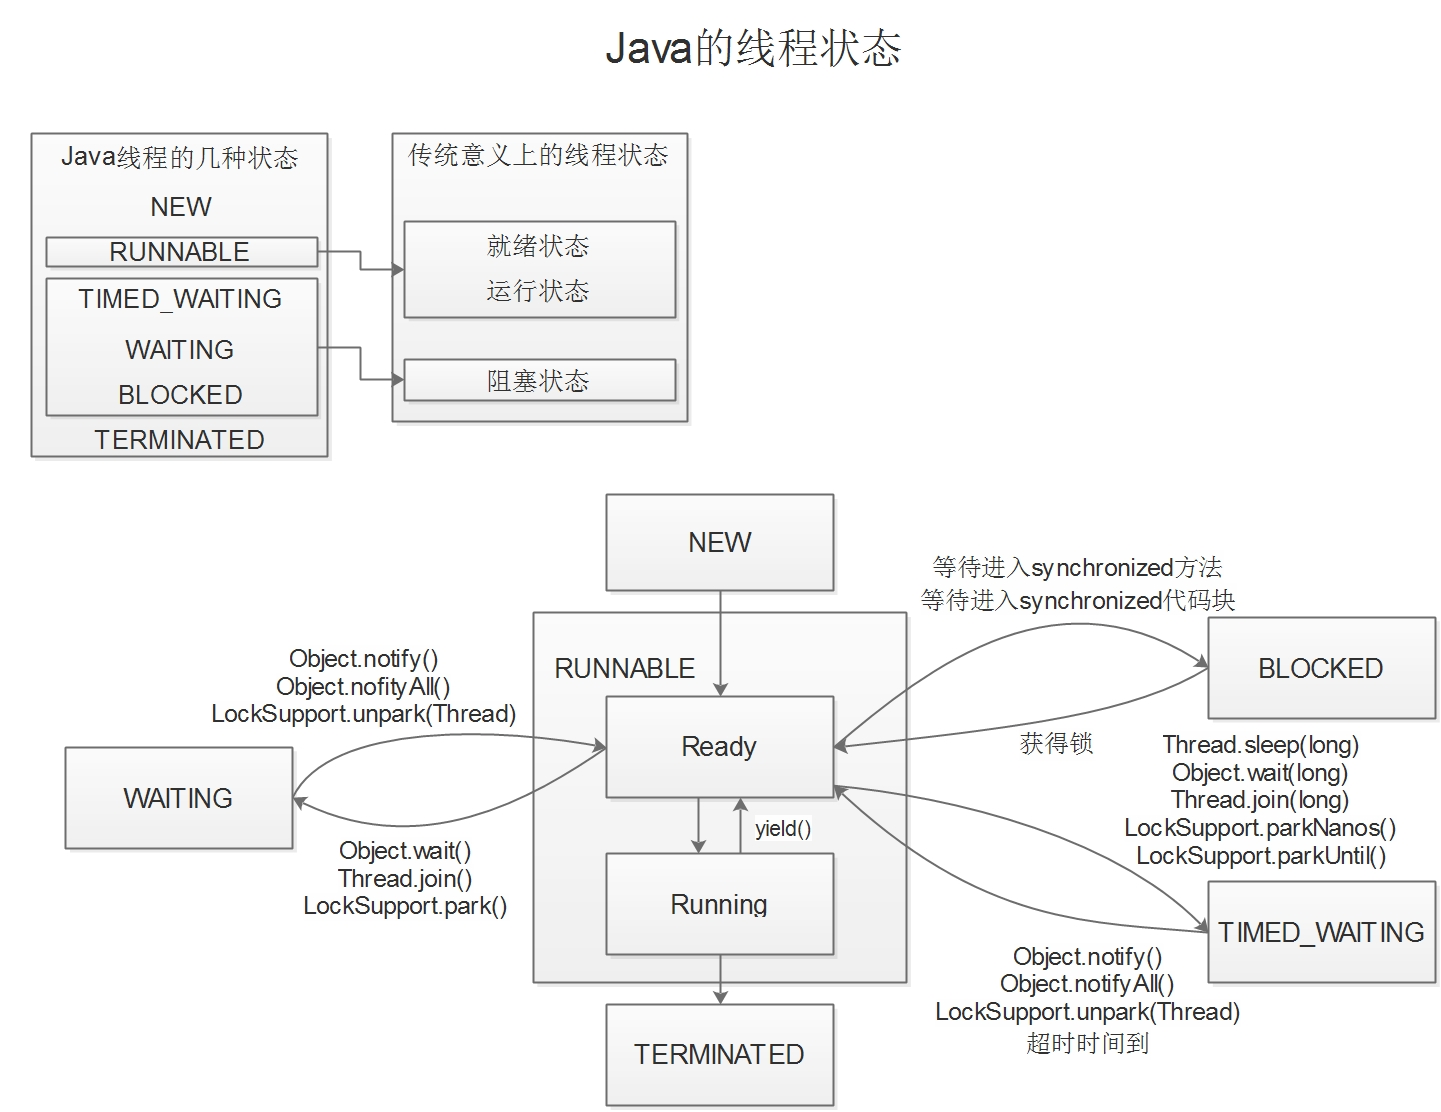 Java的线程状态
Java线程的几种状态
NEW
RUNNABLE
TIMED_WAITING
WAITING
BLOCKED
TERMINATED
传统意义上的线程状态
就绪状态
运行状态
阻塞状态
NEW
RUNNABLE
Ready
yield()
Running
TERMINATED
Object.notify()
Object.nofityAll()
LockSupport.unpark(Thread)
WAITING
Object.wait()
Thread.join()
LockSupport.park()
等待进入synchronized方法
等待进入synchronized代码块
BLOCKED
获得锁
Thread.sleep(long)
Object.wait(long)
Thread.join(long)
LockSupport.parkNanos()
LockSupport.parkUntil()
TIMED_WAITING
Object.notify()
Object.notifyAll()
LockSupport.unpark(Thread)
超时时间到